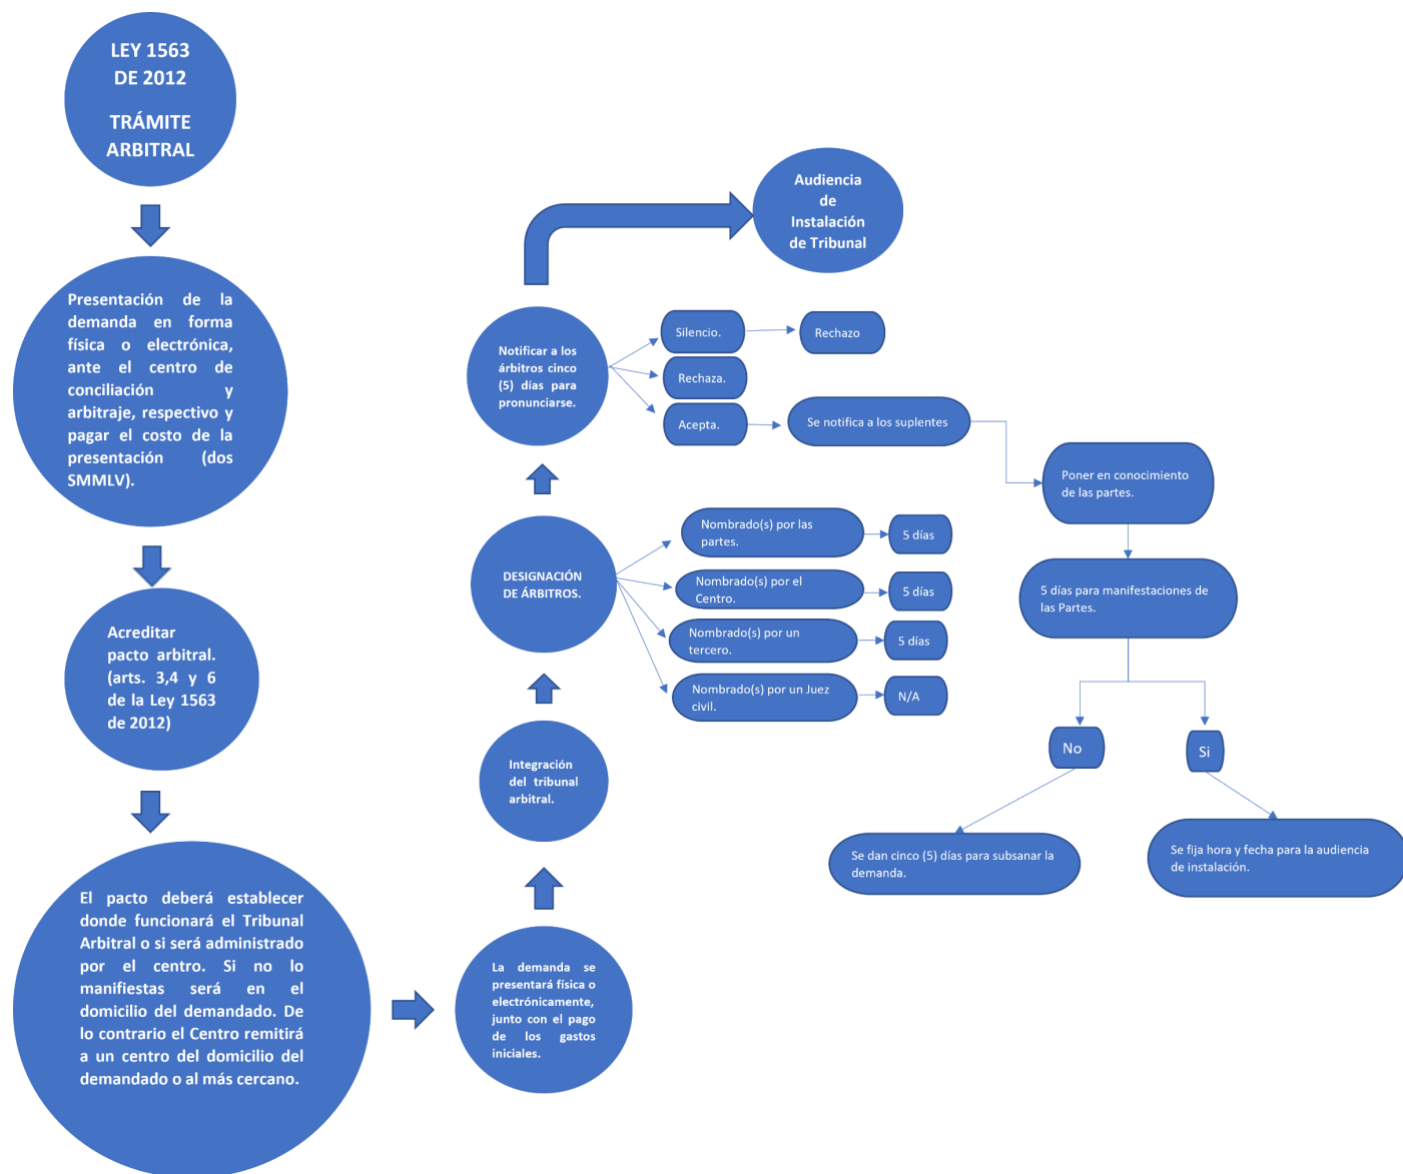 LEY 1563
DE 2012
TRÁMITE
ARBITRAL
Presentación de la
demanda en forma
física o electrónica,
ante el centro de
conciliación y
arbitraje, respectivo y
pagar el costo de la
presentación (dos
SMMLV).
Acreditar
pacto arbitral.
(arts. 3,4 y 6
de la Ley 1563
de 2012)
El pacto deberá establecer
donde funcionará el Tribunal
Arbitral o si será administrado
por el centro. Si no lo
manifiestas será en el
domicilio del demandado. De
lo contrario el Centro remitirá
a un centro del domicilio del
demandado o al más cercano.
La demanda se
presentará física o
electrónicamente,
junto con el pago
de los gastos
iniciales.
Integración
del tribunal
arbitral.
DESIGNACIÓN
DE ÁRBITROS.
Nombrado(s) por las
partes.
5 días
Nombrado(s) por el
Centro.
5 días
Nombrado(s) por un
tercero.
5 días
Nombrado(s) por un Juez
civil.
N/A
Notificar a los
árbitros cinco
(5) días para
pronunciarse.
Silencio.
Rechazo
Rechaza.
Acepta.
Se notifica a los suplentes
Poner en conocimiento
de las partes.
5 días para manifestaciones de
las Partes.
No
Si
Se dan cinco (5) días para subsanar la
demanda.
Se fija hora y fecha para la audiencia
de instalación.
Audiencia
de
Instalación
de Tribunal